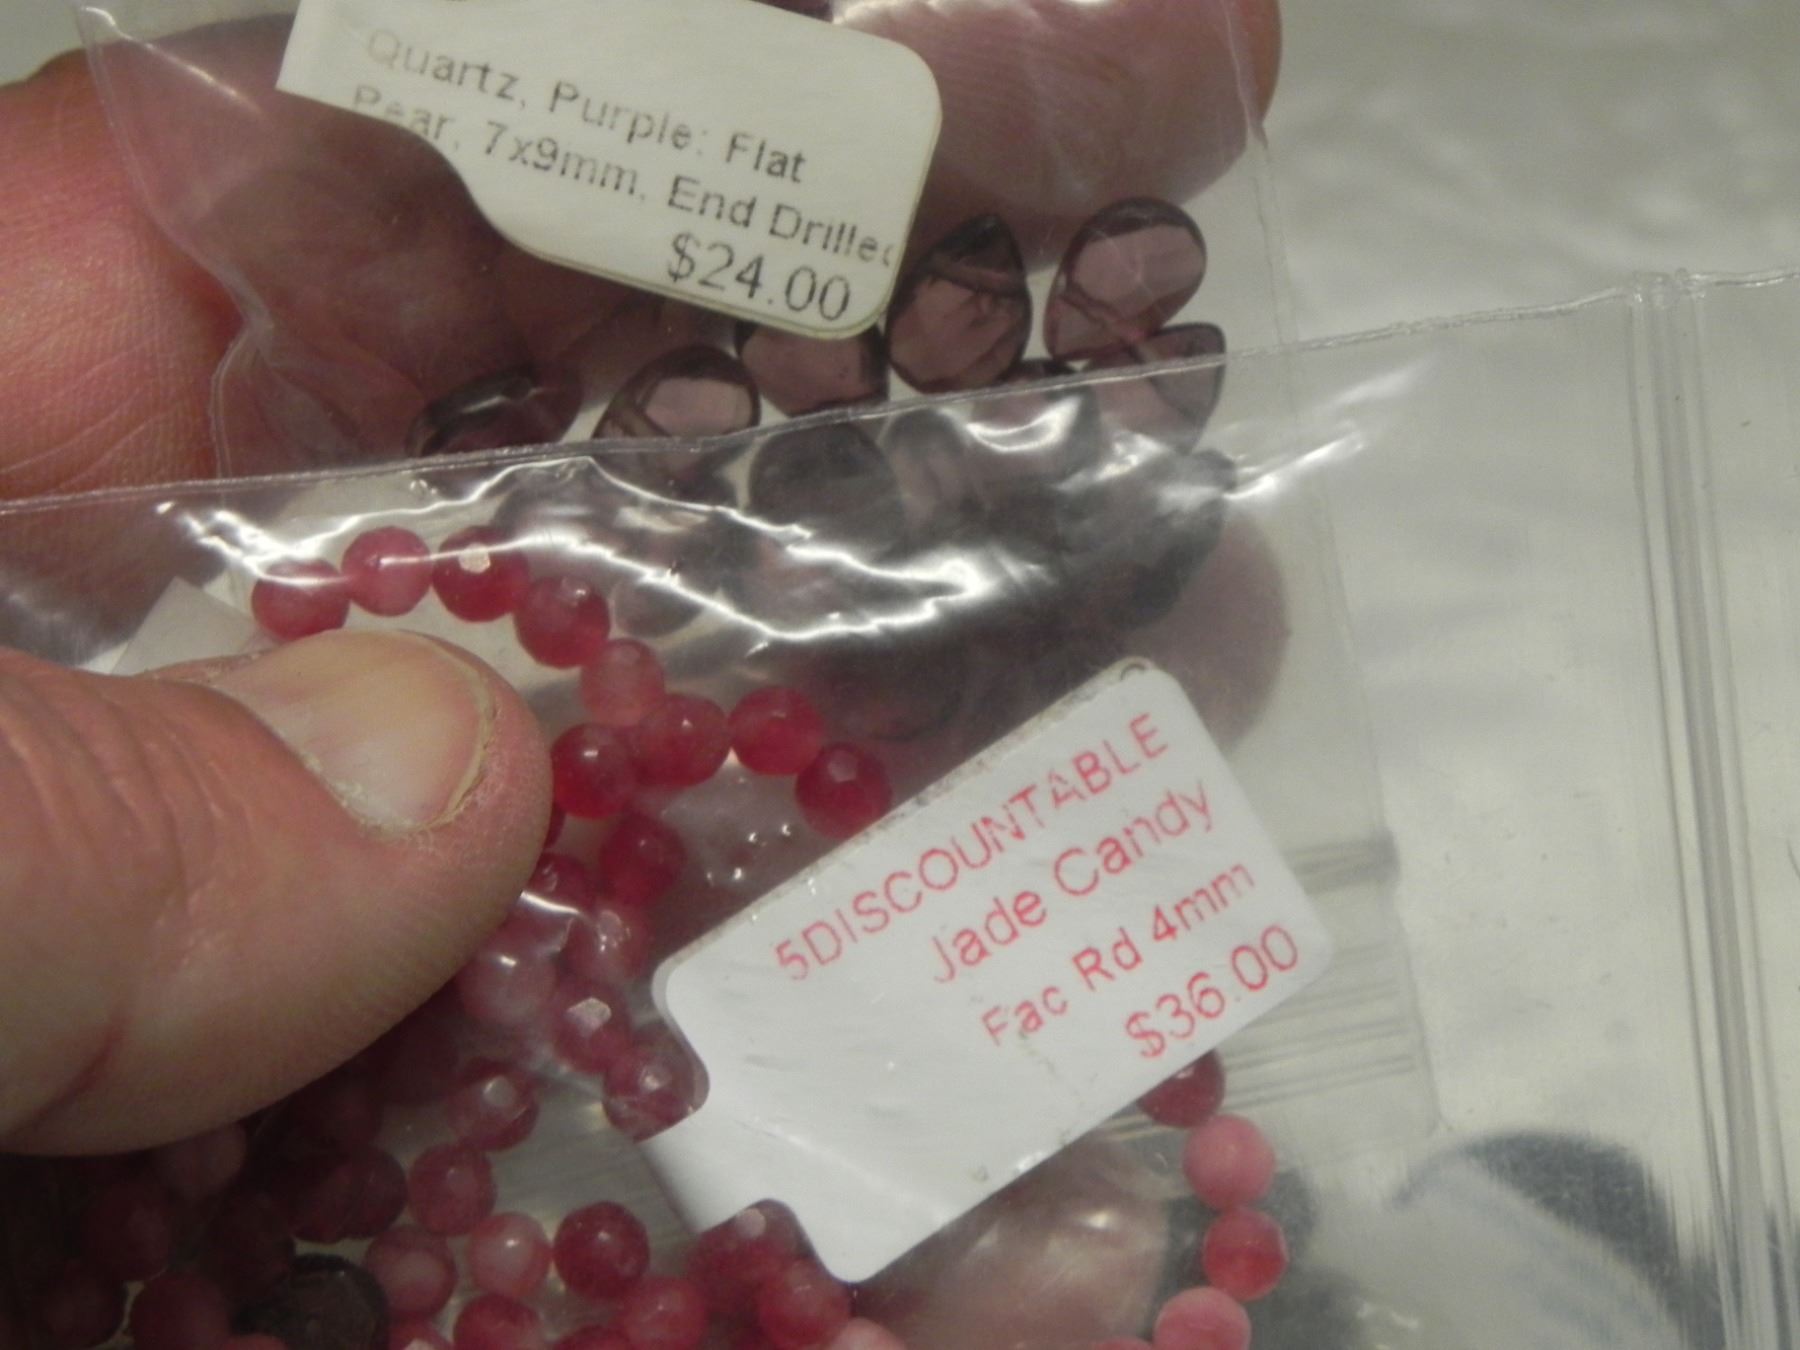 Quartz, Purple: Flat
Pear, 7x9mm, End Drilled
$24.00
5DISCOUNTABLE
Jade Candy
Fac Rd 4mm
$36.00